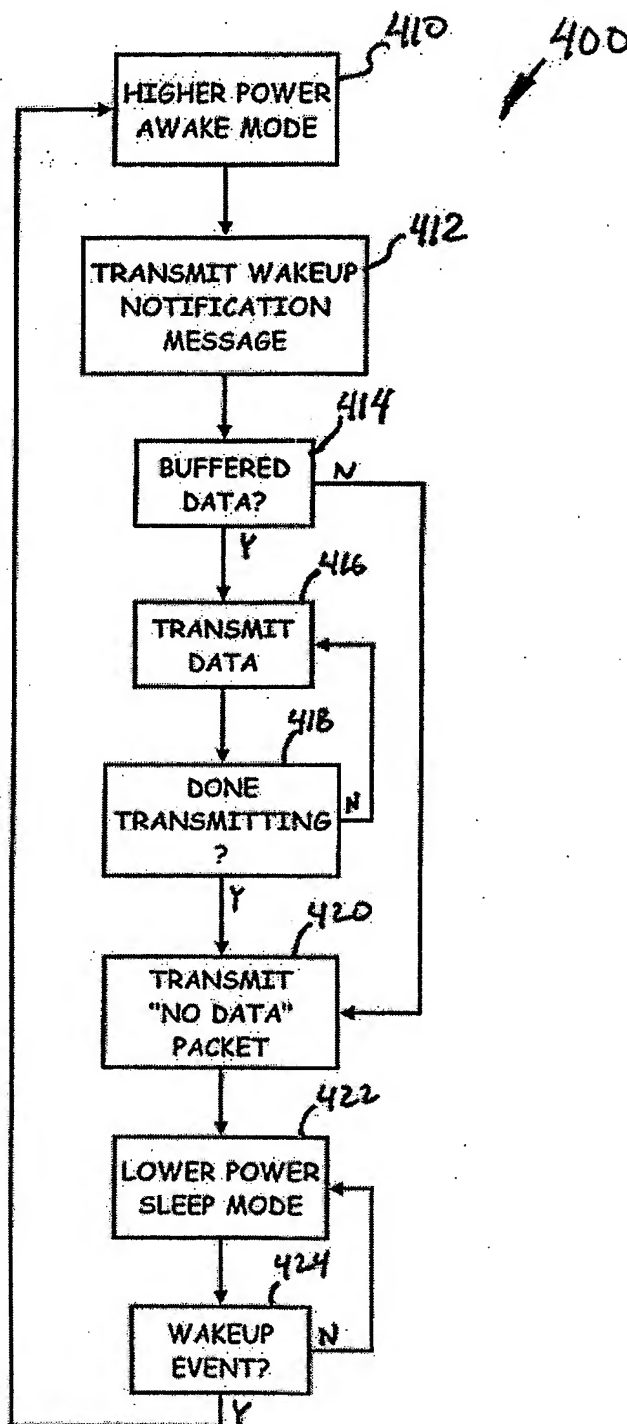 410
400
HIGHER POWER
AWAKE MODE
412
TRANSMIT WAKEUP
NOTIFICATION
MESSAGE
414
BUFFERED
DATA?
N
Y
416
TRANSMIT
DATA
418
DONE
TRANSMITTING
?
N
Y
420
TRANSMIT
"NO DATA"
PACKET
422
LOWER POWER
SLEEP MODE
424
WAKEUP
EVENT?
N
Y